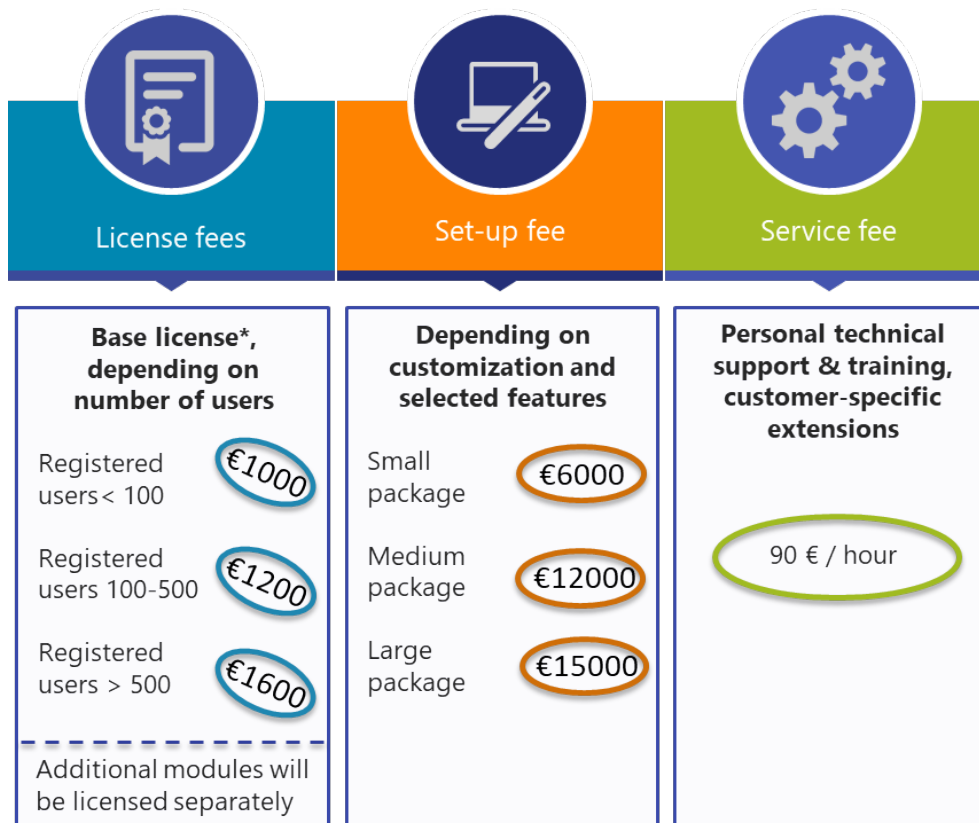 License fees
Base license*,
depending on
number of users
Registered
users< 100
€1000
Registered
users 100-500
€1200
Registered
users > 500
€1600
Additional modules will
be licensed separately
Set-up fee
Depending on
customization and
selected features
Small
package
€6000
Medium
package
€12000
Large
package
€15000
Service fee
Personal technical
support & training,
customer-specific
extensions
90 € / hour